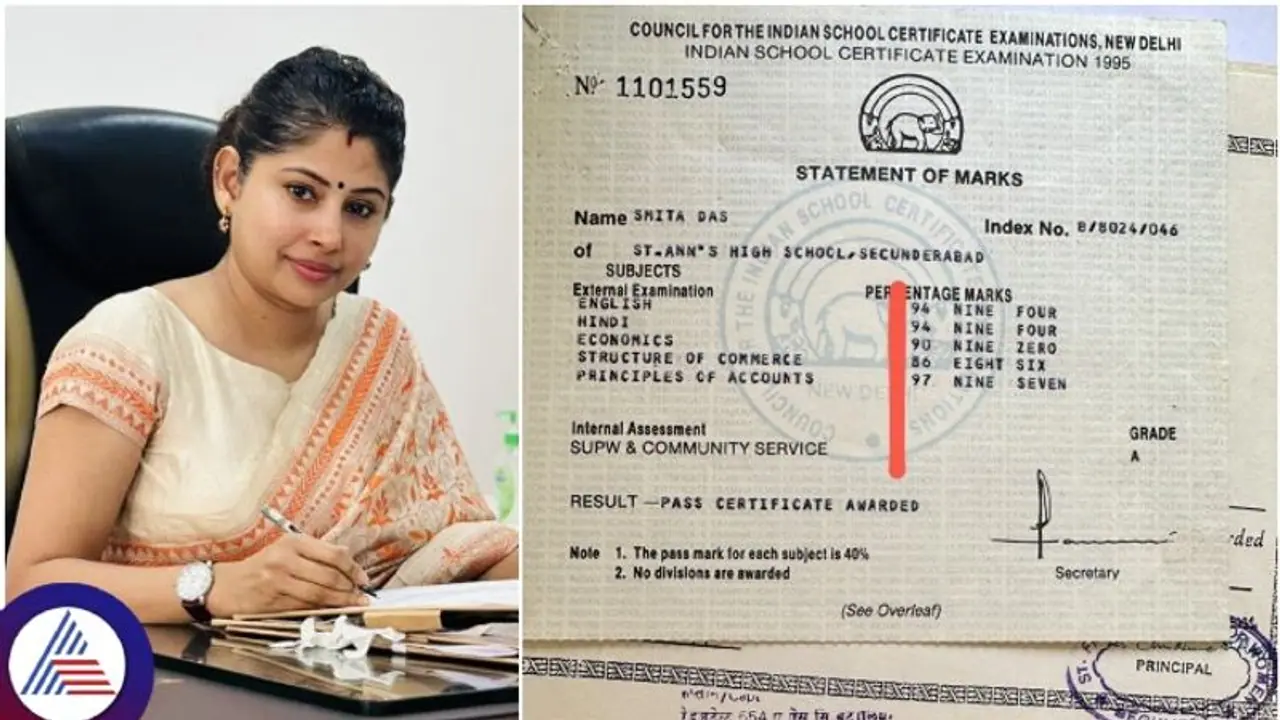 COUNCIL FOR THE INDIAN SCHOOL CERTIFICATE EXAMINATIONS, NEW DELHI
INDIAN SCHOOL CERTIFICATE EXAMINATION 1995
Nº 1101559
STATEMENT OF MARKS
Name SMITA DAS
Index No. B/8024/046
of ST.ANN'S HIGH SCHOOL,SECUNDERABAD
SUBJECTS
External Examination PERCENTAGE MARKS
ENGLISH 94 NINE FOUR
HINDI 94 NINE FOUR
ECONOMICS 90 NINE ZERO
STRUCTURE OF COMMERCE 86 EIGHT SIX
PRINCIPLES OF ACCOUNTS 97 NINE SEVEN
NEW DELHI
Internal Assessment GRADE
SUPW & COMMUNITY SERVICE A
RESULT —PASS CERTIFICATE AWARDED
Note 1. The pass mark for each subject is 40%
2. No divisions are awarded
Secretary
(See Overleaf)
PRINCIPAL